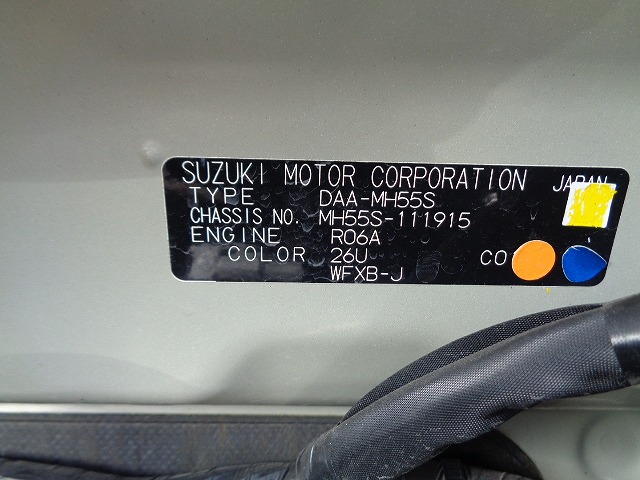 SUZUKI MOTOR CORPORATION JAPAN
TYPE DAA-MH55S
CHASSIS NO. MH55S-111915
ENGINE R06A
COLOR 26U CO
WFXB-J